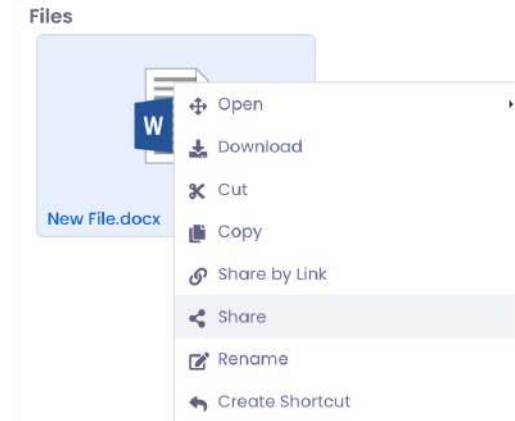 Files
W
New File.docx
Open
Download
Cut
Copy
Share by Link
Share
Rename
Create Shortcut